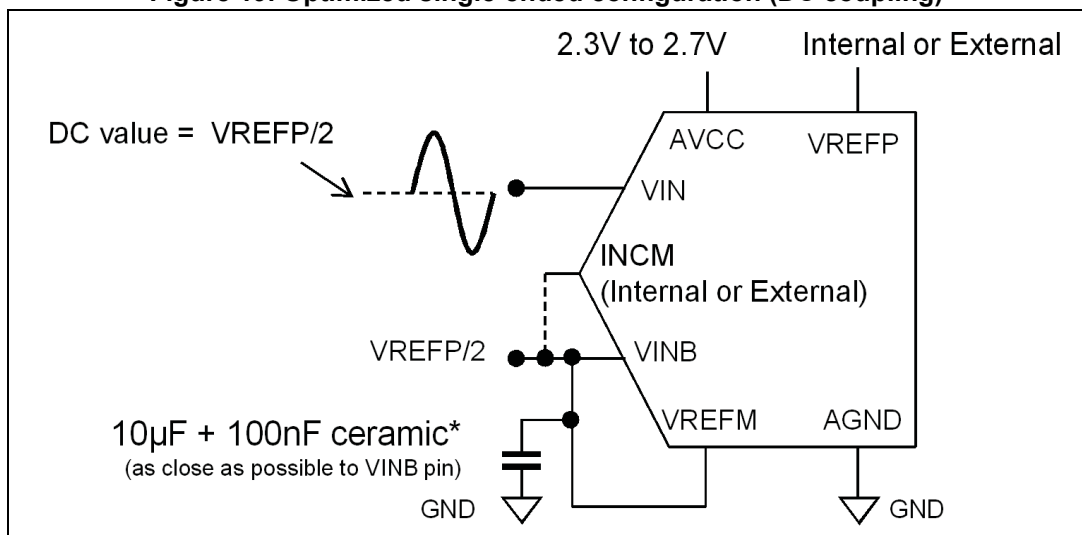 2.3V to 2.7V
Internal or External
DC value = VREFP/2
AVCC
VREFP
VIN
INCM
(Internal or External)
VREFP/2
VINB
VREFM
AGND
10µF + 100nF ceramic*
(as close as possible to VINB pin)
GND
GND